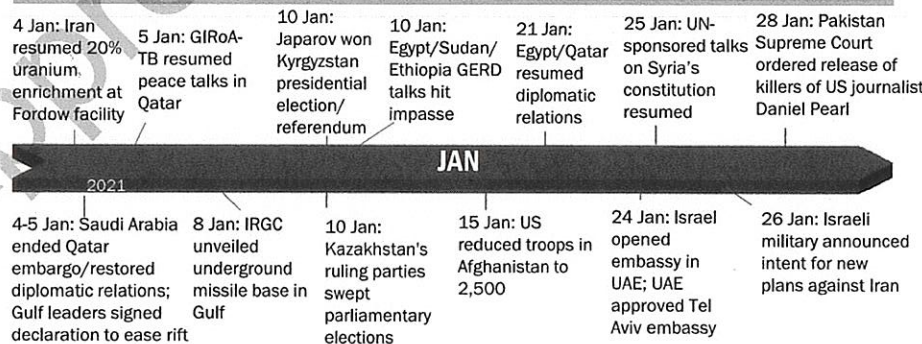 4 Jan: Iran
resumed 20%
uranium
enrichment at
Fordow facility
5 Jan: GIRoA-
TB resumed
peace talks in
Qatar
10 Jan:
Japarov won
Kyrgyzstan
presidential
election/
referendum
10 Jan:
Egypt/Sudan/
Ethiopia GERD
talks hit
impasse
21 Jan:
Egypt/Qatar
resumed
diplomatic
relations
25 Jan: UN-
sponsored talks
on Syria's
constitution
resumed
28 Jan: Pakistan
Supreme Court
ordered release of
killers of US journalist
Daniel Pearl
JAN
2021
4-5 Jan: Saudi Arabia
ended Qatar
embargo/restored
diplomatic relations;
Gulf leaders signed
declaration to ease rift
8 Jan: IRGC
unveiled
underground
missile base in
Gulf
10 Jan:
Kazakhstan's
ruling parties
swept
parliamentary
elections
15 Jan: US
reduced troops in
Afghanistan to
2,500
24 Jan: Israel
opened
embassy in
UAE; UAE
approved Tel
Aviv embassy
26 Jan: Israeli
military announced
intent for new
plans against Iran